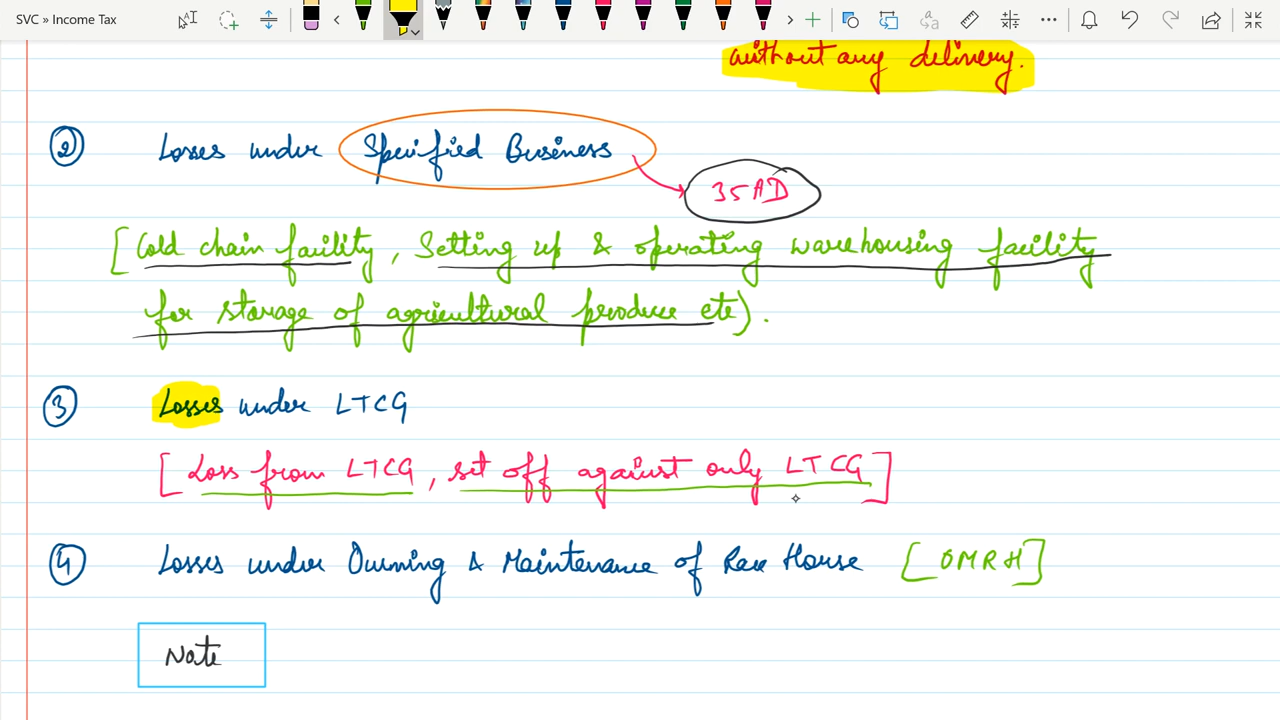 SVC » Income Tax
without any delivery.
② Losses under Specified Business
35AD
[Cold chain faility, Setting up & operating warehousing facility
for storage of agricultural produce etc).
③ Losses under LTCG
[Loss from LTCG, set off against only LTCG]
④ Losses under Owning & Maintenance of Race House [OMRH]
Note